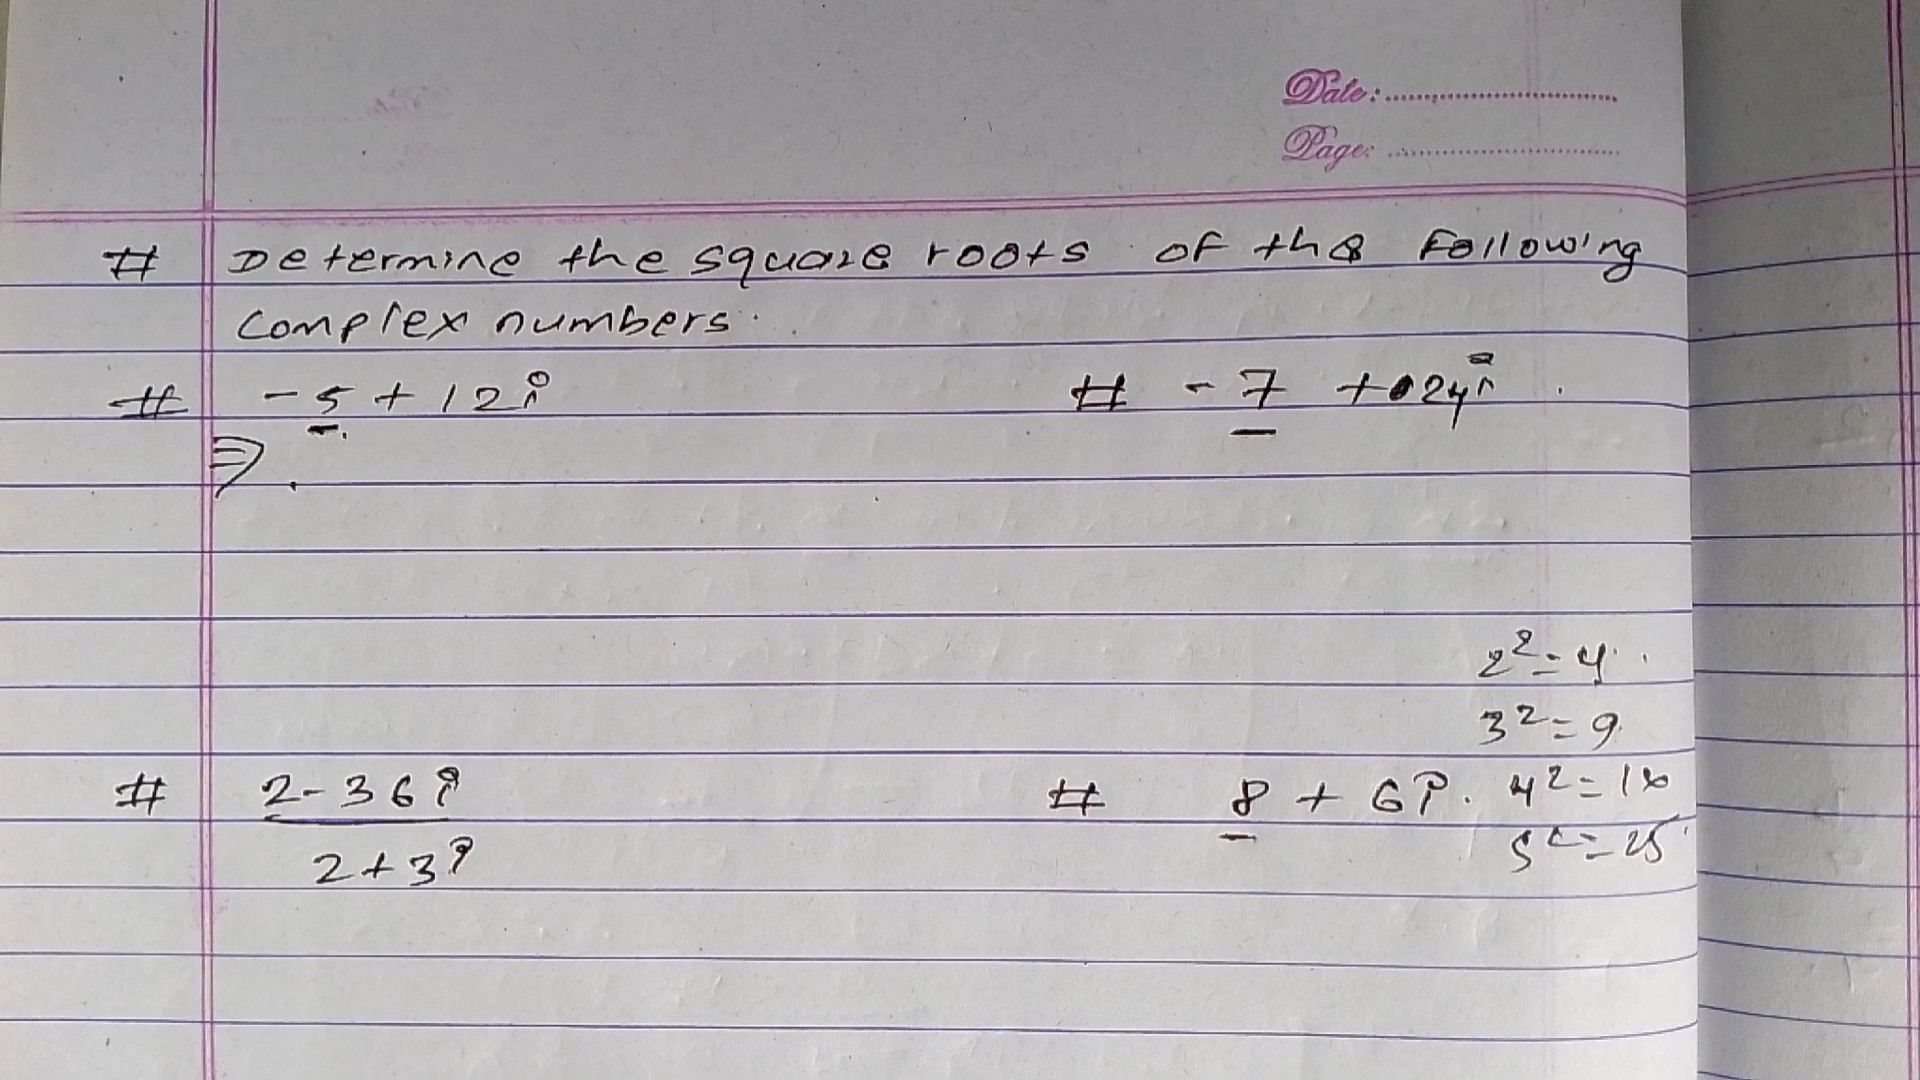 Date:
Page:
# Determine the square roots of the following
complex numbers.
# -5 + 12i # -7 + 24i
⇒
2² = 4
3² = 9
# 2-36i # 8 + 6i. 4² = 16
2+3i 5² = 25